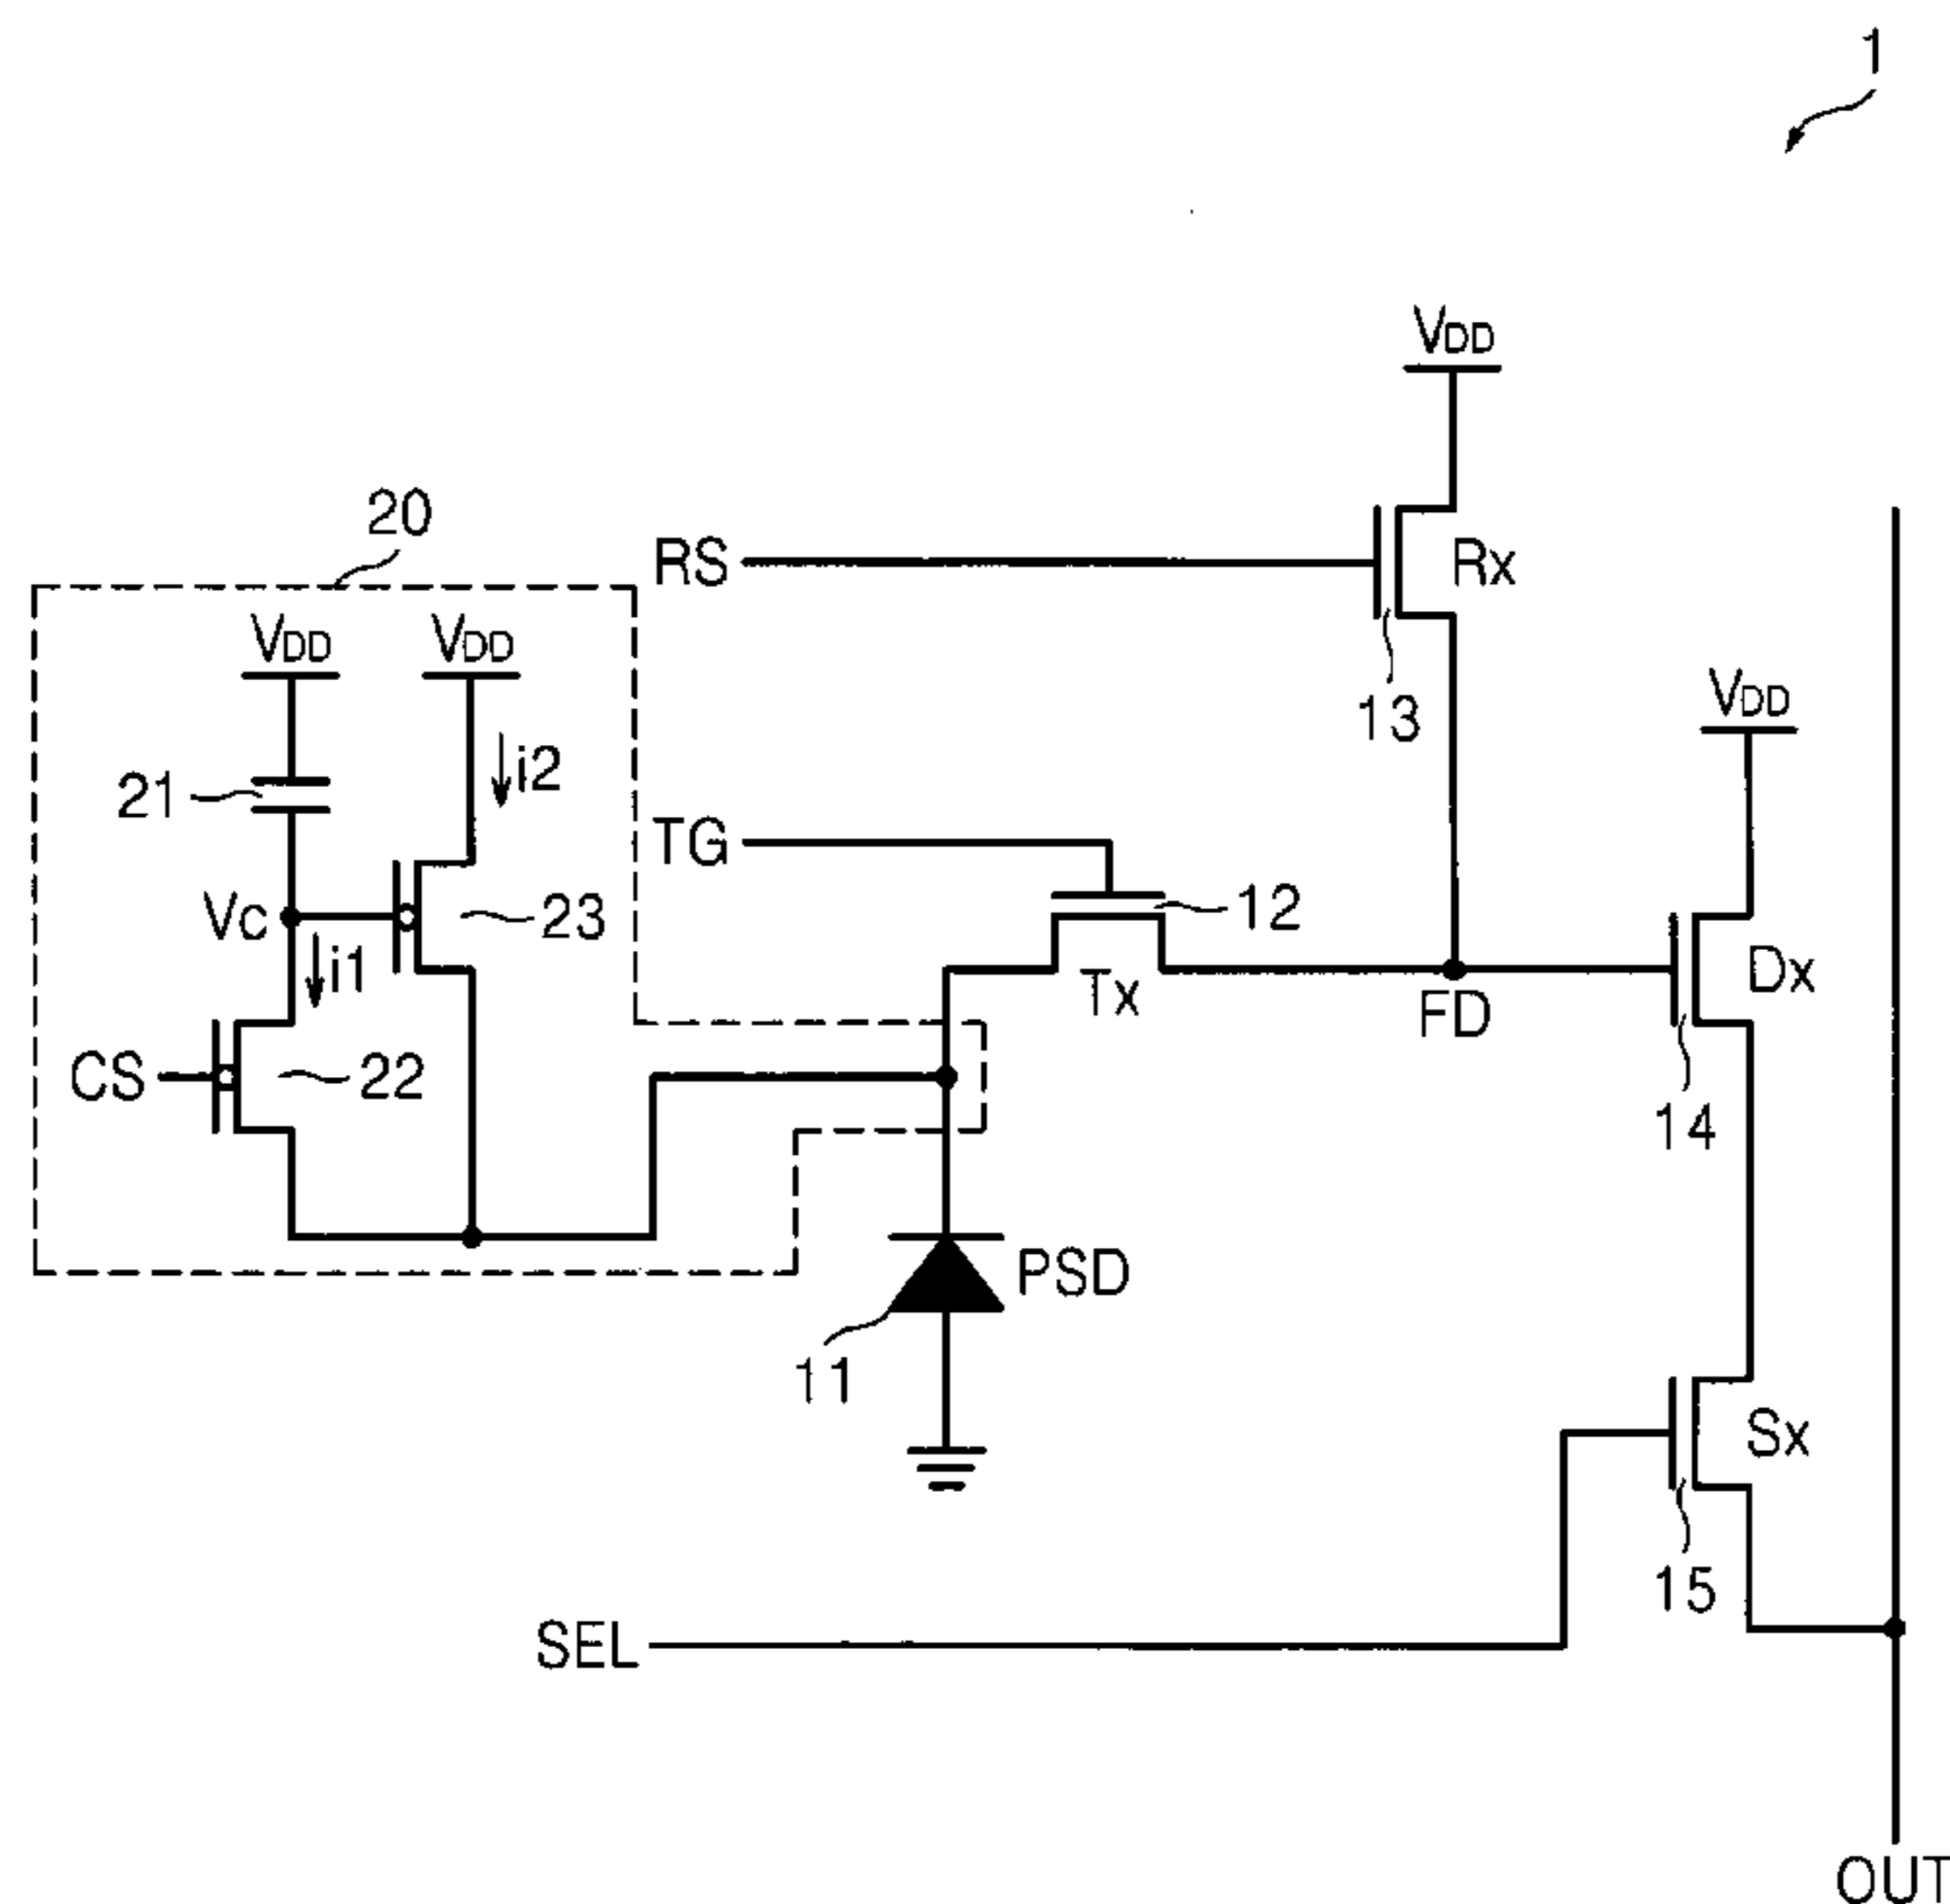 1
VDD
20
RS
Rx
VDD
VDD
13
VDD
21
i2
TG
12
Vc
23
Dx
i1
Tx
FD
CS
22
14
PSD
11
Sx
15
SEL
OUT